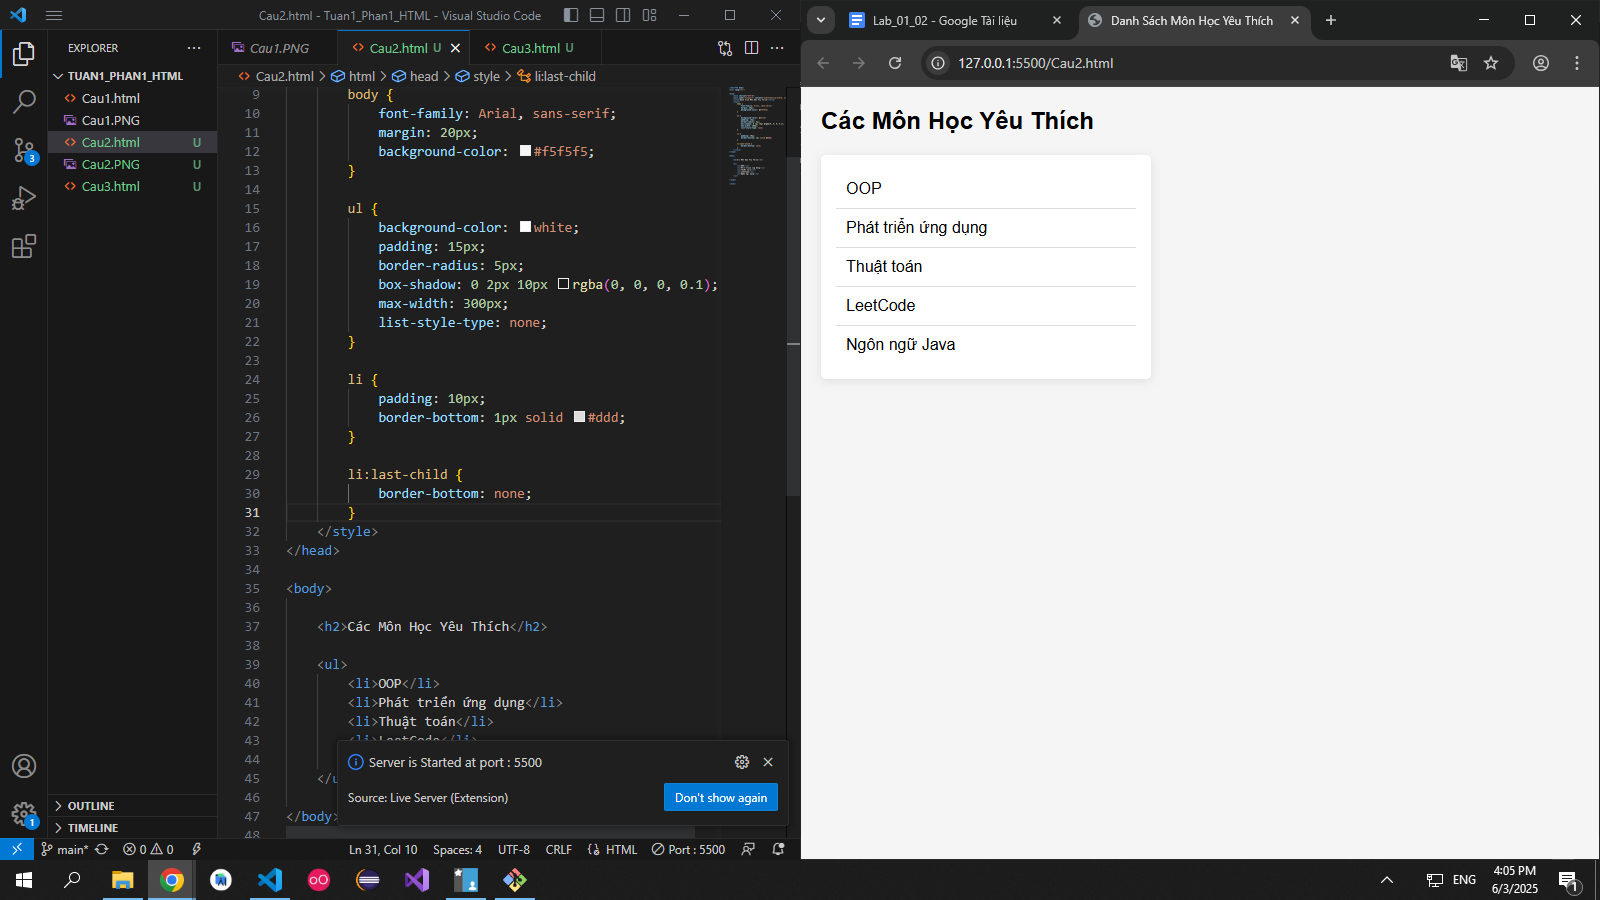 Cau2.html - Tuan1_Phan1_HTML - Visual Studio Code
EXPLORER
TUAN1_PHAN1_HTML
Cau1.html
Cau1.PNG
Cau2.html U
Cau2.PNG U
Cau3.html U
OUTLINE
TIMELINE
3
1
Cau1.PNG
Cau2.html U
Cau3.html U
Cau2.html > html > head > style > li:last-child
9 body {
10 font-family: Arial, sans-serif;
11 margin: 20px;
12 background-color: #f5f5f5;
13 }
14
15 ul {
16 background-color: white;
17 padding: 15px;
18 border-radius: 5px;
19 box-shadow: 0 2px 10px rgba(0, 0, 0, 0.1);
20 max-width: 300px;
21 list-style-type: none;
22 }
23
24 li {
25 padding: 10px;
26 border-bottom: 1px solid #ddd;
27 }
28
29 li:last-child {
30 border-bottom: none;
31 }
32 </style>
33 </head>
34
35 <body>
36
37 <h2>Các Môn Học Yêu Thích</h2>
38
39 <ul>
40 <li>OOP</li>
41 <li>Phát triển ứng dụng</li>
42 <li>Thuật toán</li>
43 <li>LeetCode</li>
44
45 </u
46
47 </body>
48
Server is Started at port : 5500
Source: Live Server (Extension)
Don't show again
main*
0 0
Ln 31, Col 10
Spaces: 4
UTF-8
CRLF
HTML
Port : 5500
Lab_01_02 - Google Tài liệu
Danh Sách Môn Học Yêu Thích
127.0.0.1:5500/Cau2.html
Các Môn Học Yêu Thích
OOP
Phát triển ứng dụng
Thuật toán
LeetCode
Ngôn ngữ Java
ENG
4:05 PM
6/3/2025
1